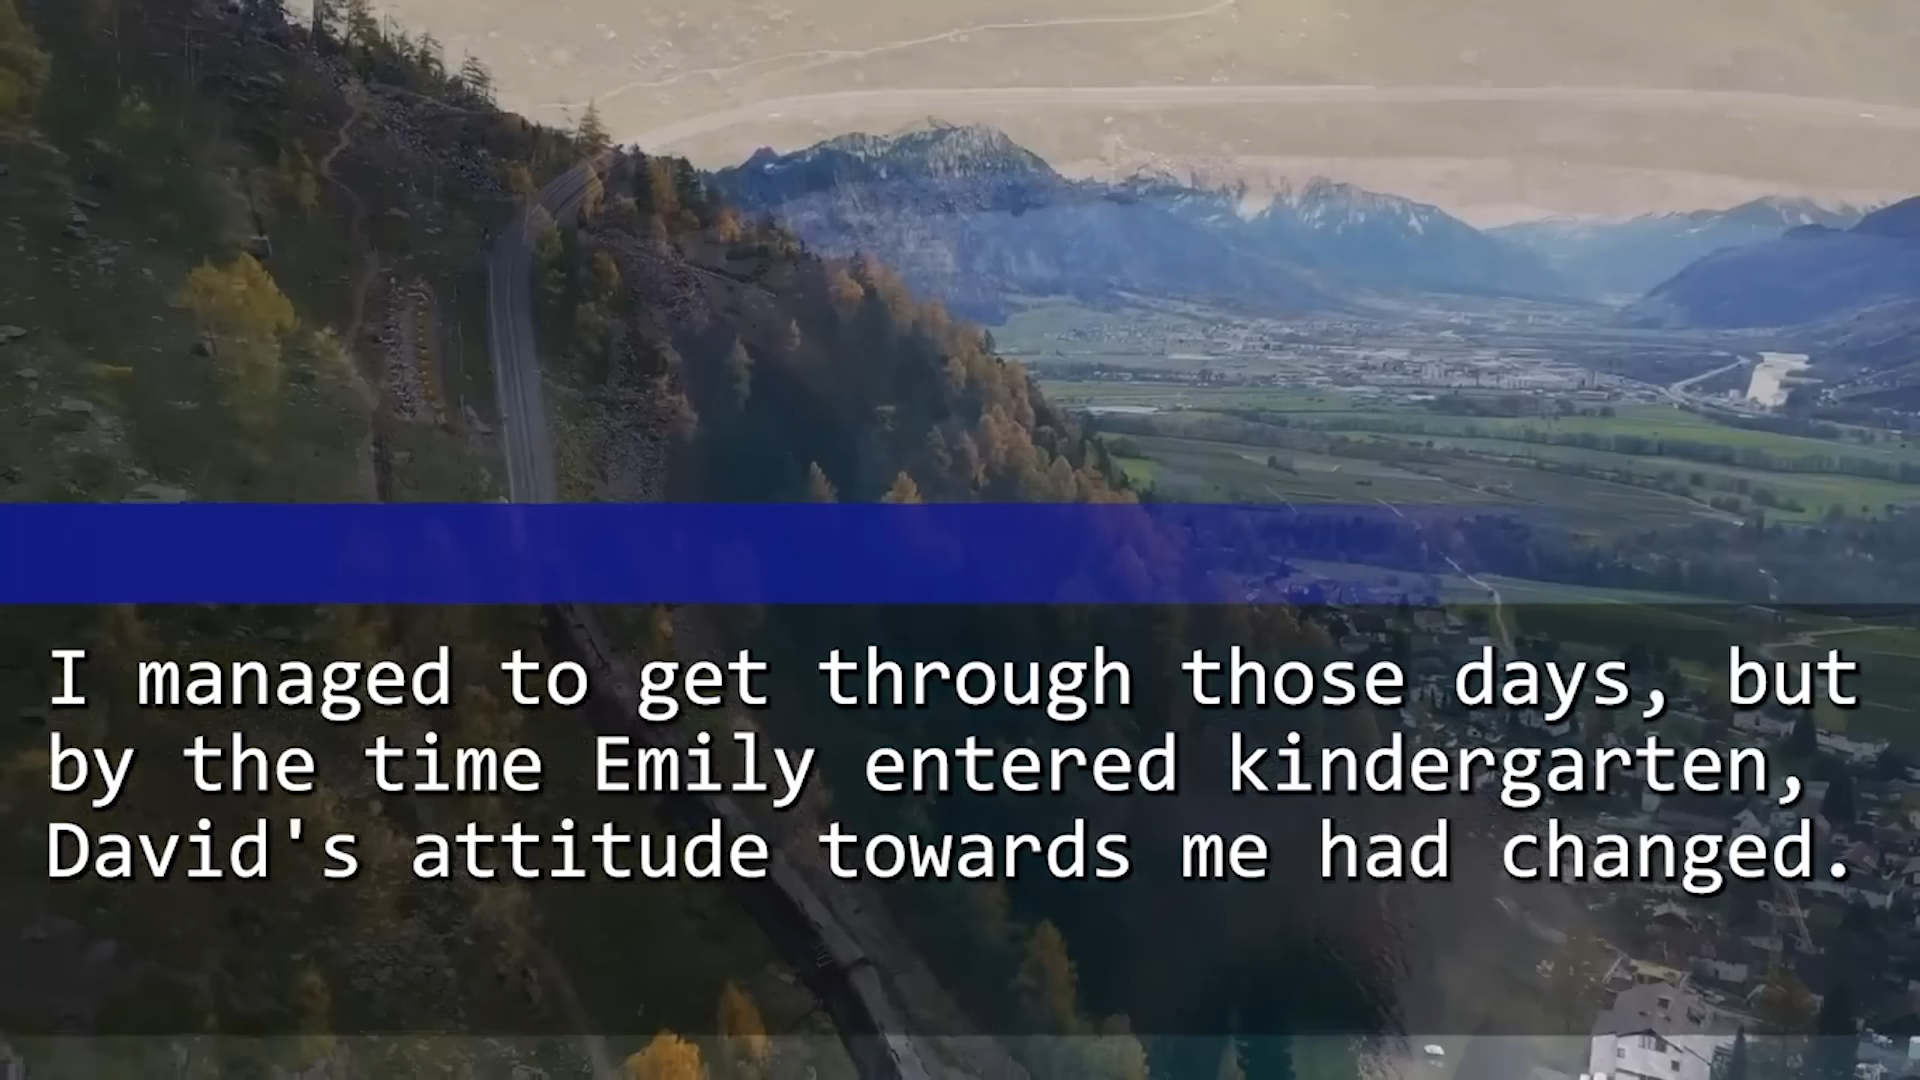 I managed to get through those days, but
by the time Emily entered kindergarten,
David's attitude towards me had changed.